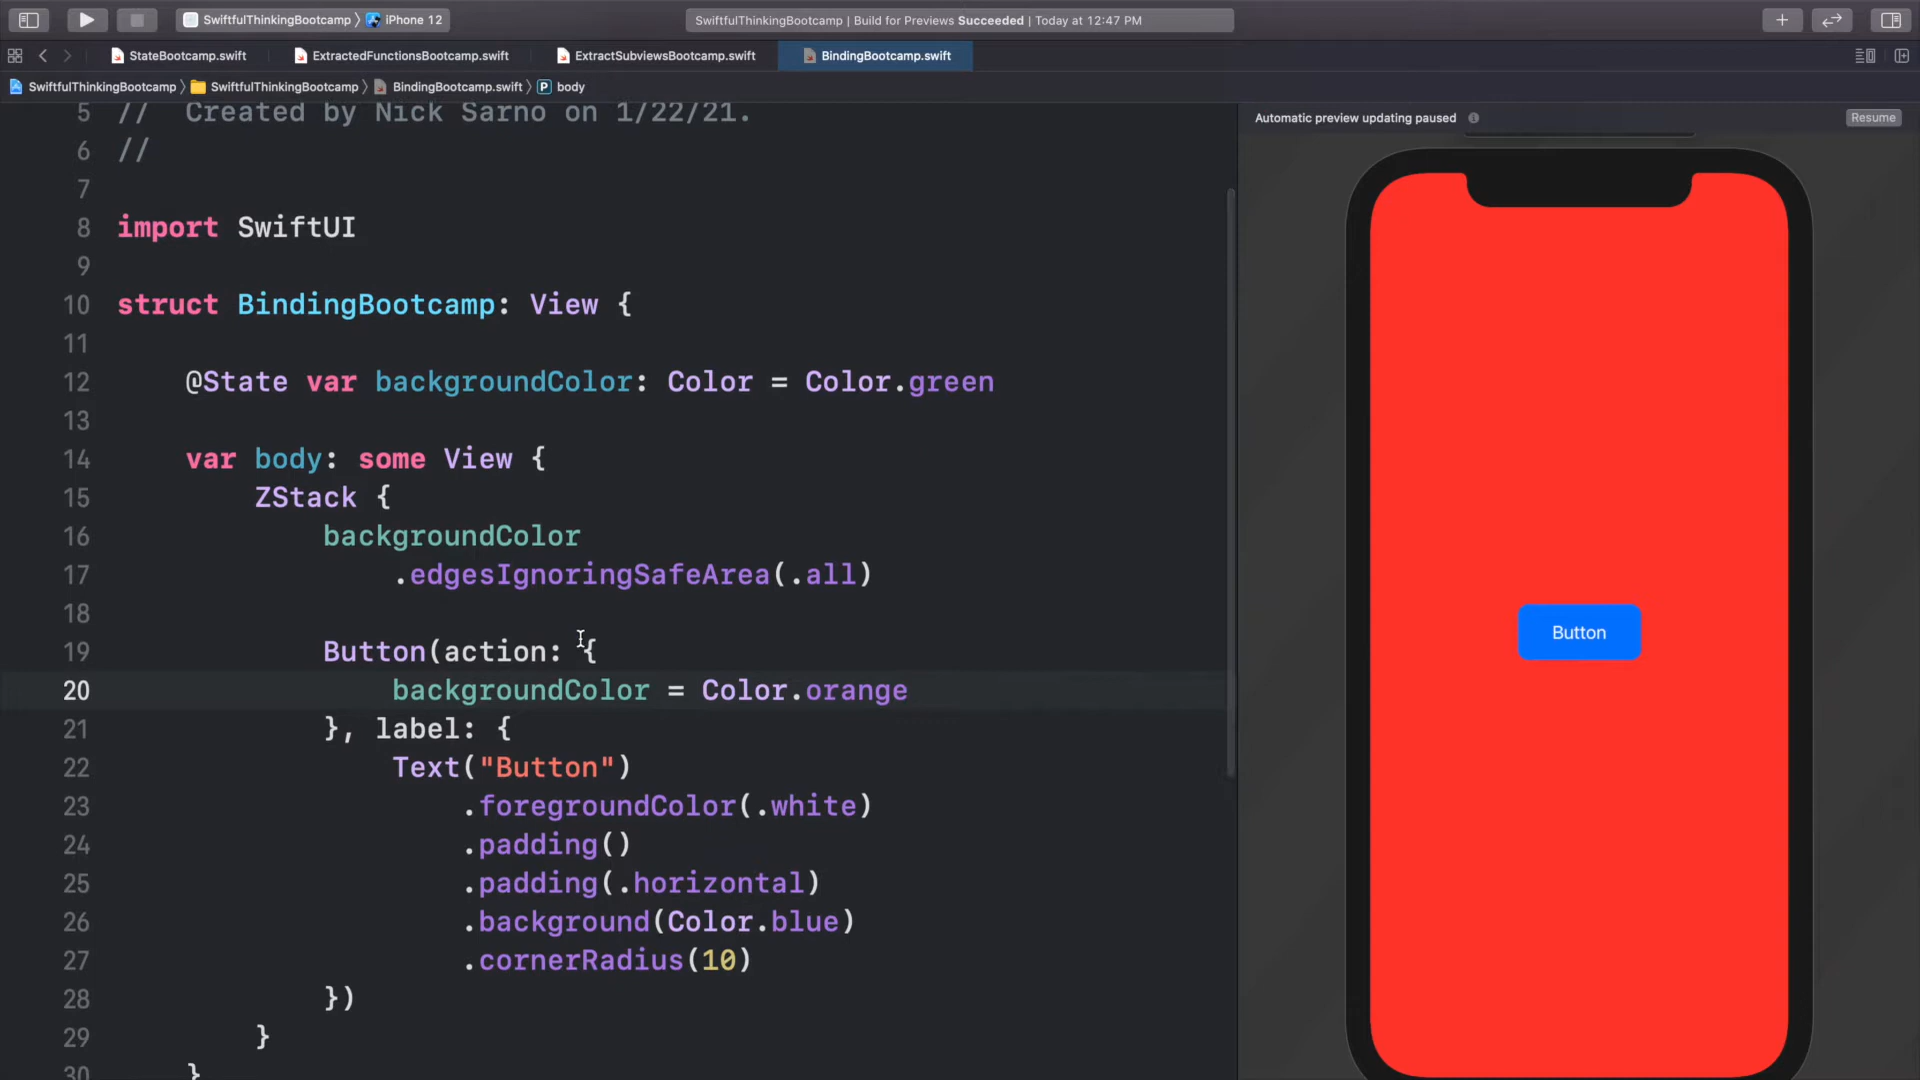 SwiftfulThinkingBootcamp 〉 iPhone 12
SwiftfulThinkingBootcamp | Build for Previews Succeeded | Today at 12:47 PM
StateBootcamp.swift
ExtractedFunctionsBootcamp.swift
ExtractSubviewsBootcamp.swift
BindingBootcamp.swift
SwiftfulThinkingBootcamp 〉 SwiftfulThinkingBootcamp 〉 BindingBootcamp.swift 〉 P body
5 //  Created by Nick Sarno on 1/22/21.
6 //
7
8 import SwiftUI
9
10 struct BindingBootcamp: View {
11
12     @State var backgroundColor: Color = Color.green
13
14     var body: some View {
15         ZStack {
16             backgroundColor
17                 .edgesIgnoringSafeArea(.all)
18
19             Button(action: {
20                 backgroundColor = Color.orange
21             }, label: {
22                 Text("Button")
23                     .foregroundColor(.white)
24                     .padding()
25                     .padding(.horizontal)
26                     .background(Color.blue)
27                     .cornerRadius(10)
28             })
29         }
30     }
Automatic preview updating paused
Resume
Button